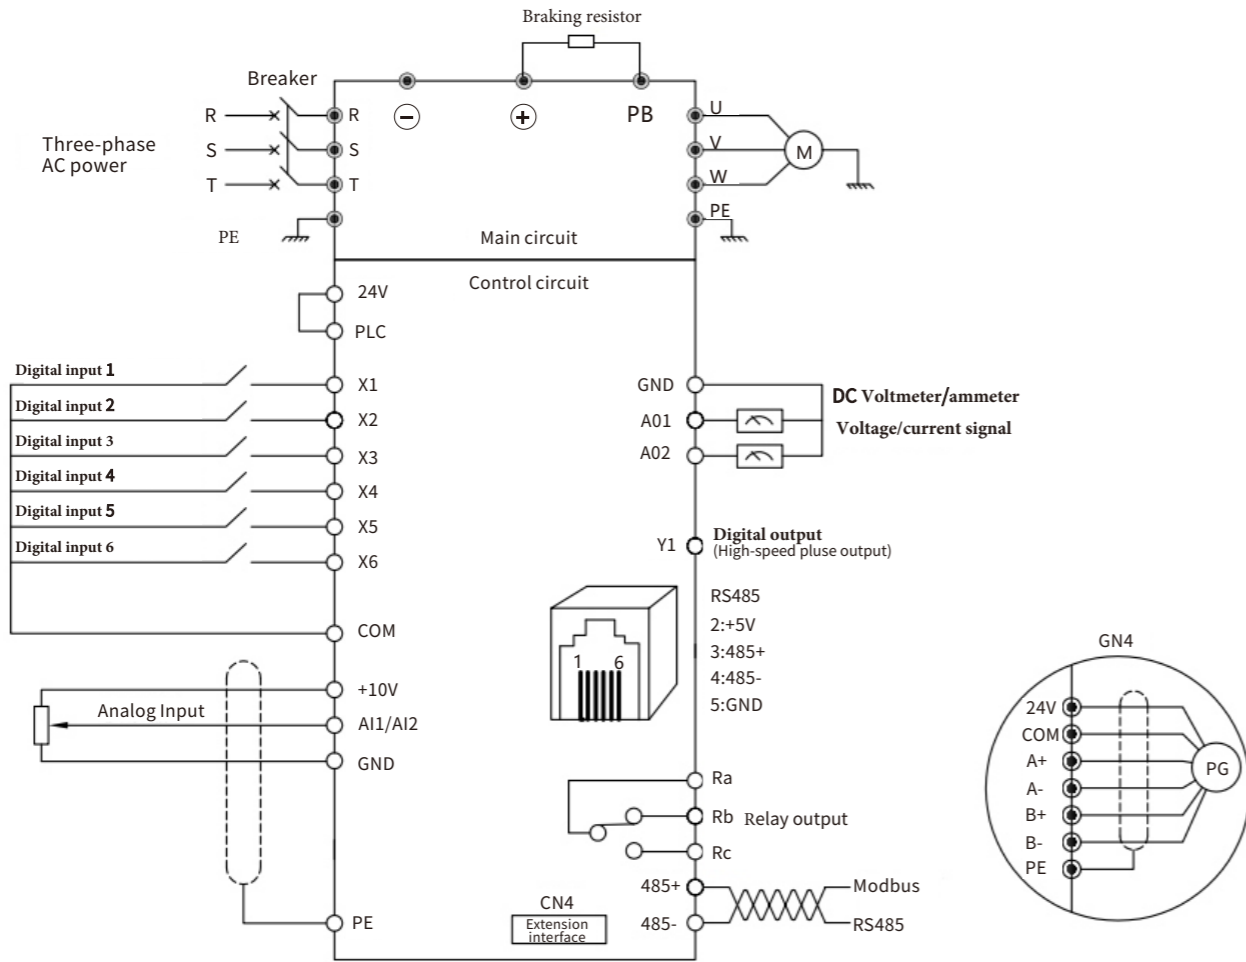 Braking resistor
Breaker
R
S
T
Three-phase
AC power
PE
R
S
T
−
+
PB
U
V
W
PE
M
Main circuit
Control circuit
24V
PLC
Digital input 1
Digital input 2
Digital input 3
Digital input 4
Digital input 5
Digital input 6
X1
X2
X3
X4
X5
X6
COM
+10V
Analog Input
AI1/AI2
GND
PE
GND
A01
A02
DC Voltmeter/ammeter
Voltage/current signal
Y1
Digital output
(High-speed pluse output)
1 6
RS485
2:+5V
3:485+
4:485-
5:GND
Ra
Rb
Rc
Relay output
485+
485-
Modbus
RS485
CN4
Extension
interface
GN4
24V
COM
A+
A-
B+
B-
PE
PG